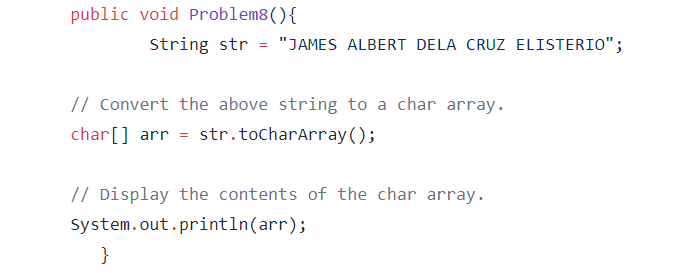 public void Problem8(){
String str = "JAMES ALBERT DELA CRUZ ELISTERIO";
// Convert the above string to a char array.
char[] arr = str.toCharArray();
// Display the contents of the char array.
System.out.println(arr);
}